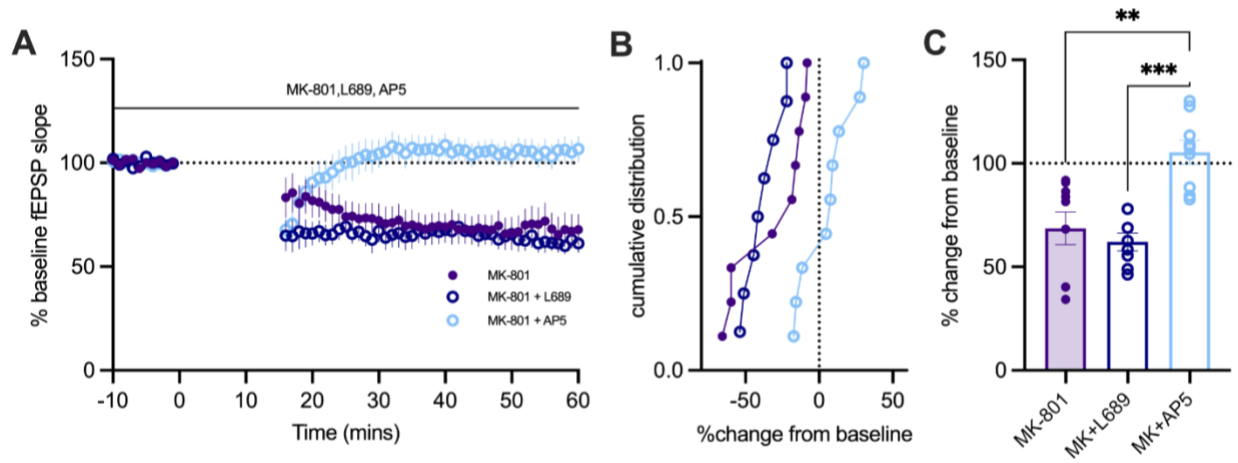 A
B
C
% baseline fEPSP slope
150
100
50
0
MK-801,L689, AP5
MK-801
MK-801 + L689
MK-801 + AP5
-10
0
10
20
30
40
50
60
Time (mins)
cumulative distribution
1.0
0.5
0.0
-50
0
50
%change from baseline
% change from baseline
150
100
50
0
**
***
MK-801
MK+L689
MK+AP5